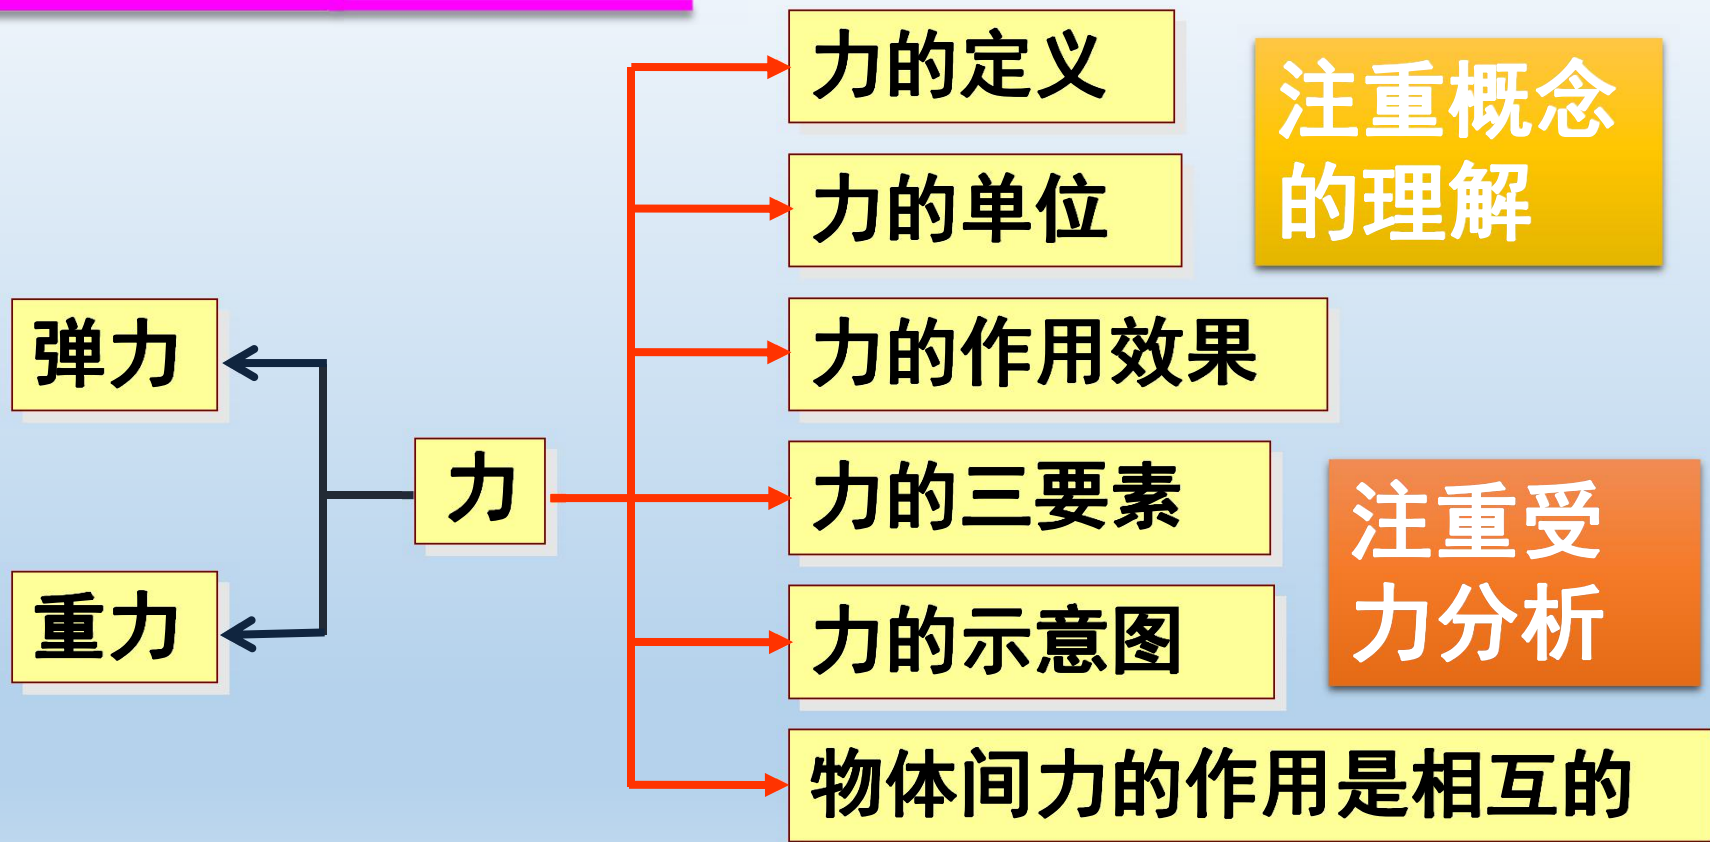 力的定义
注重概念
的理解
力的单位
弹力
力的作用效果
力
力的三要素
注重受
力分析
重力
力的示意图
物体间力的作用是相互的